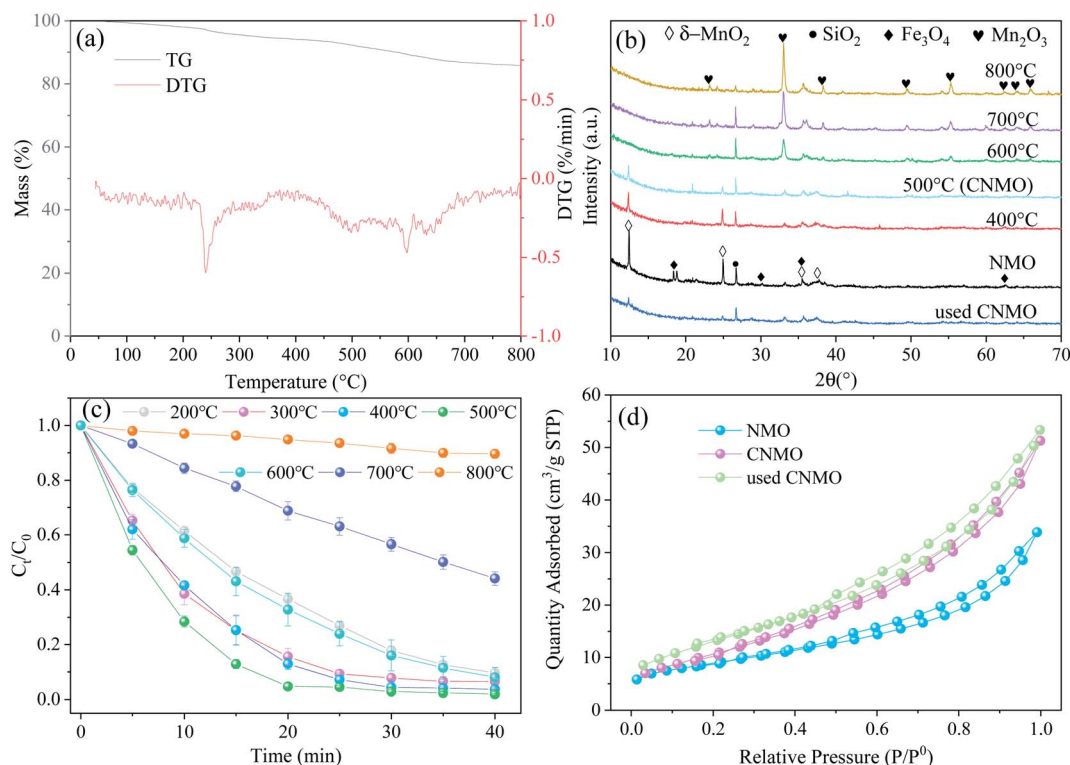 (a)
TG
DTG
Mass (%)
100
80
60
40
20
0
1.0
0.5
0.0
-0.5
-1.0
DTG (%/min)
0 100 200 300 400 500 600 700 800
Temperature (°C)
(b)
◊ δ–MnO₂ ● SiO₂ ♦ Fe₃O₄ ♥ Mn₂O₃
800°C
700°C
600°C
500°C (CNMO)
400°C
NMO
used CNMO
Intensity (a.u.)
10 20 30 40 50 60 70
2θ(°)
(c)
200°C 300°C 400°C 500°C
600°C 700°C 800°C
Cₜ/C₀
1.0
0.8
0.6
0.4
0.2
0.0
0 10 20 30 40
Time (min)
(d)
NMO
CNMO
used CNMO
Quantity Adsorbed (cm³/g STP)
60
50
40
30
20
10
0
0.0 0.2 0.4 0.6 0.8 1.0
Relative Pressure (P/P⁰)